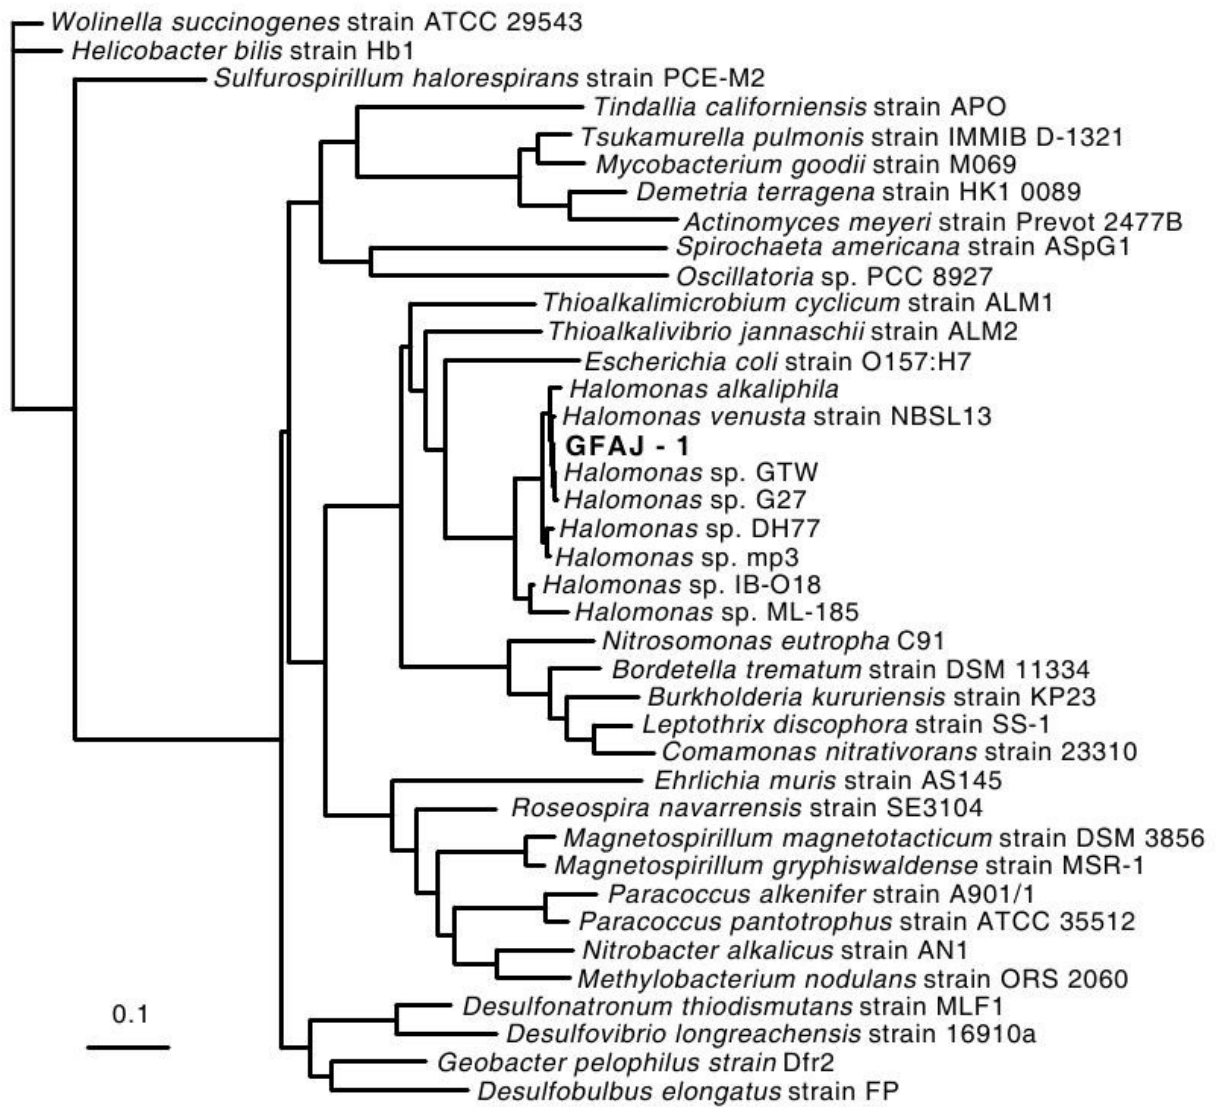 Wolinella succinogenes strain ATCC 29543
Helicobacter bilis strain Hb1
Sulfurospirillum halorespirans strain PCE-M2
Tindallia californiensis strain APO
Tsukamurella pulmonis strain IMMIB D-1321
Mycobacterium goodii strain M069
Demetria terragena strain HK1 0089
Actinomyces meyeri strain Prevot 2477B
Spirochaeta americana strain ASpG1
Oscillatoria sp. PCC 8927
Thioalkalimicrobium cyclicum strain ALM1
Thioalkalivibrio jannaschii strain ALM2
Escherichia coli strain O157:H7
Halomonas alkaliphila
Halomonas venusta strain NBSL13
GFAJ - 1
Halomonas sp. GTW
Halomonas sp. G27
Halomonas sp. DH77
Halomonas sp. mp3
Halomonas sp. IB-O18
Halomonas sp. ML-185
Nitrosomonas eutropha C91
Bordetella trematum strain DSM 11334
Burkholderia kururiensis strain KP23
Leptothrix discophora strain SS-1
Comamonas nitrativorans strain 23310
Ehrlichia muris strain AS145
Roseospira navarrensis strain SE3104
Magnetospirillum magnetotacticum strain DSM 3856
Magnetospirillum gryphiswaldense strain MSR-1
Paracoccus alkenifer strain A901/1
Paracoccus pantotrophus strain ATCC 35512
Nitrobacter alkalicus strain AN1
Methylobacterium nodulans strain ORS 2060
Desulfonatronum thiodismutans strain MLF1
0.1
Desulfovibrio longreachensis strain 16910a
Geobacter pelophilus strain Dfr2
Desulfobulbus elongatus strain FP